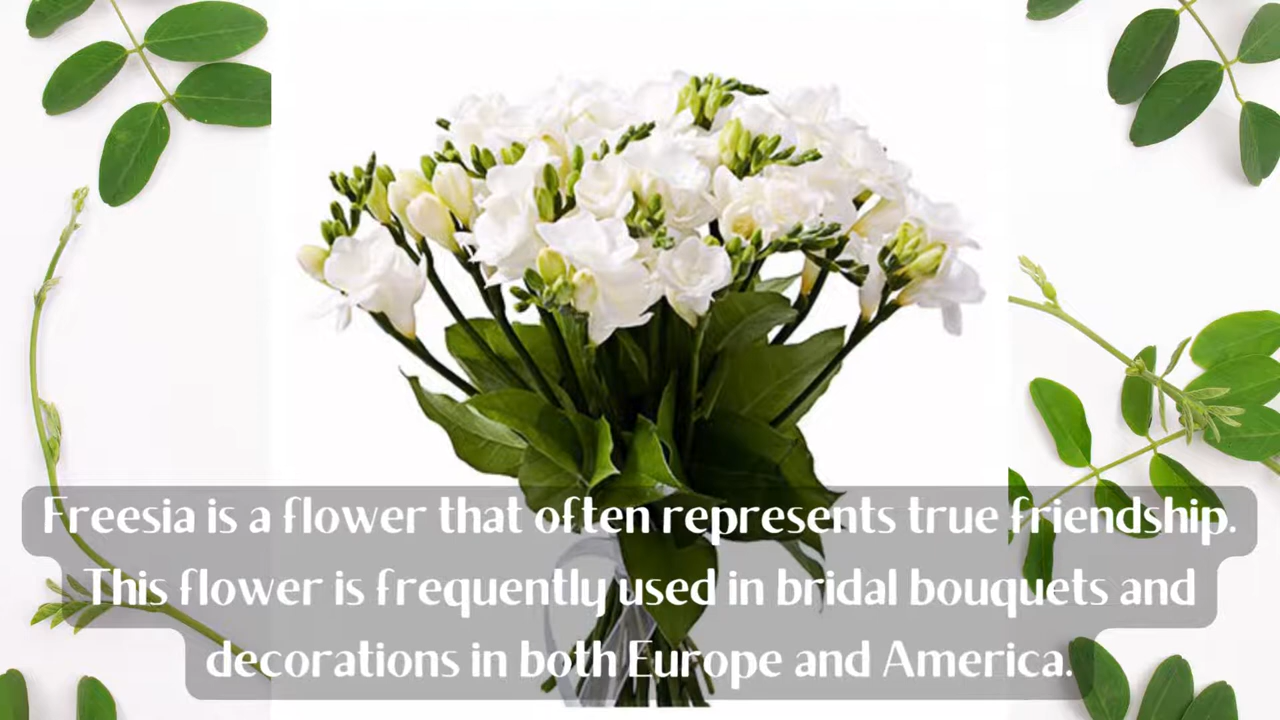 Freesia is a flower that often represents true friendship.
This flower is frequently used in bridal bouquets and
decorations in both Europe and America.